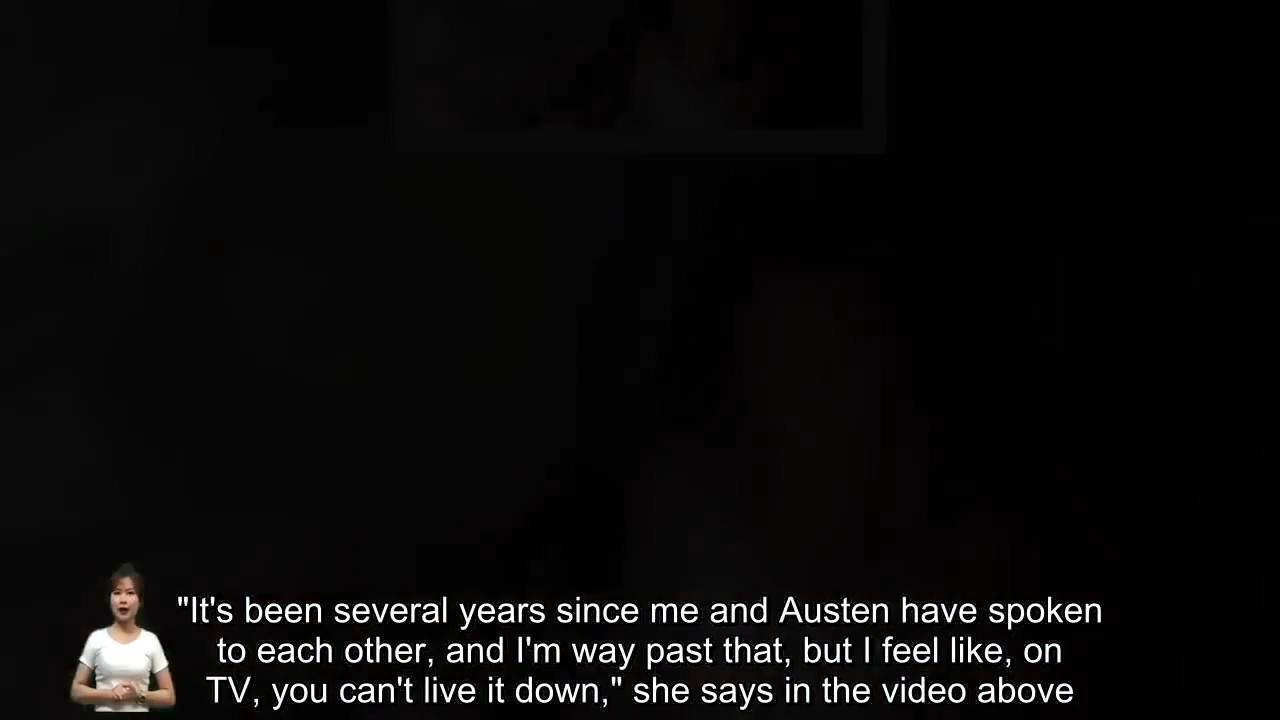 "It's been several years since me and Austen have spoken
to each other, and I'm way past that, but I feel like, on
TV, you can't live it down," she says in the video above